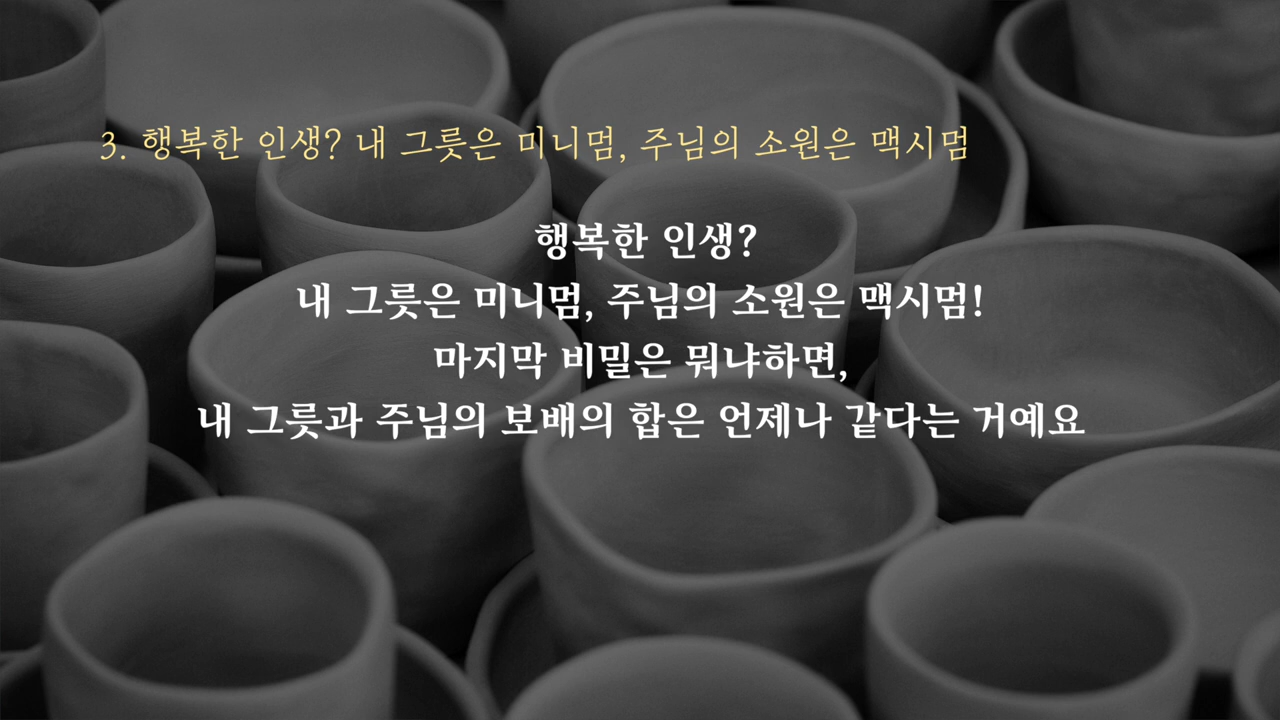 3. 행복한 인생? 내 그릇은 미니멈, 주님의 소원은 맥시멈
행복한 인생?
내 그릇은 미니멈, 주님의 소원은 맥시멈!
마지막 비밀은 뭐냐하면,
내 그릇과 주님의 보배의 합은 언제나 같다는 거예요